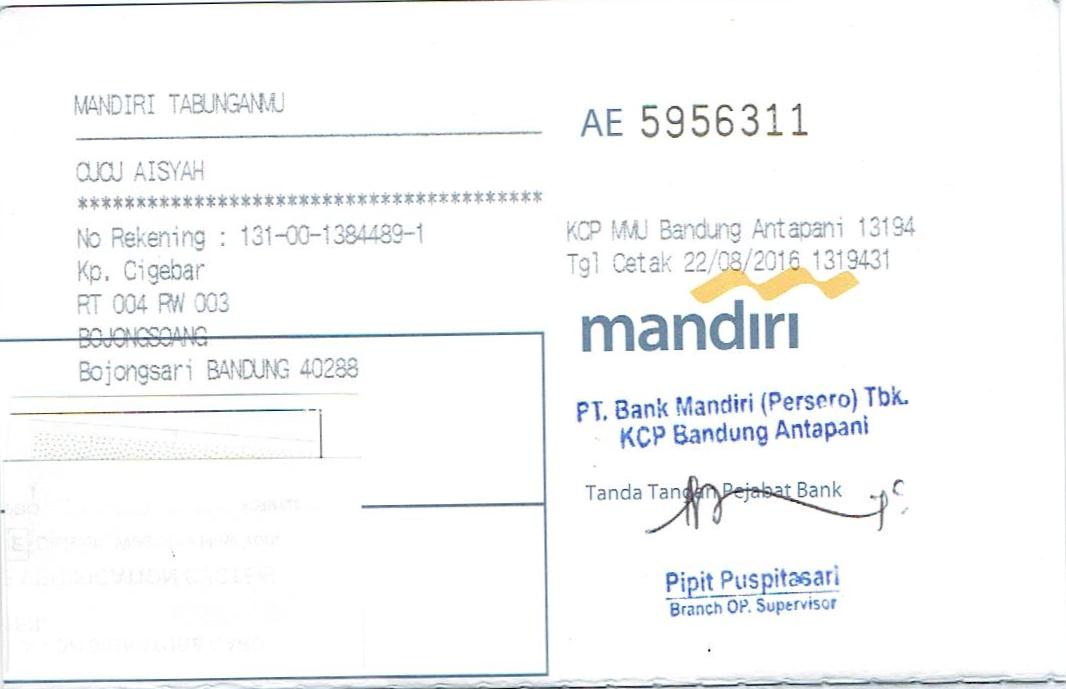 MANDIRI TABUNGANMU
AE 5956311
CUCU AISYAH
****************************************
No Rekening : 131-00-1384489-1
Kp. Cigebar
RT 004 RW 003
BOJONGSOANG
Bojongsari BANDUNG 40288
KCP MMU Bandung Antapani 13194
Tgl Cetak 22/08/2016 1319431
mandiri
PT. Bank Mandiri (Persero) Tbk.
KCP Bandung Antapani
Tanda Tangan Pejabat Bank
Pipit Puspitasari
Branch OP. Supervisor